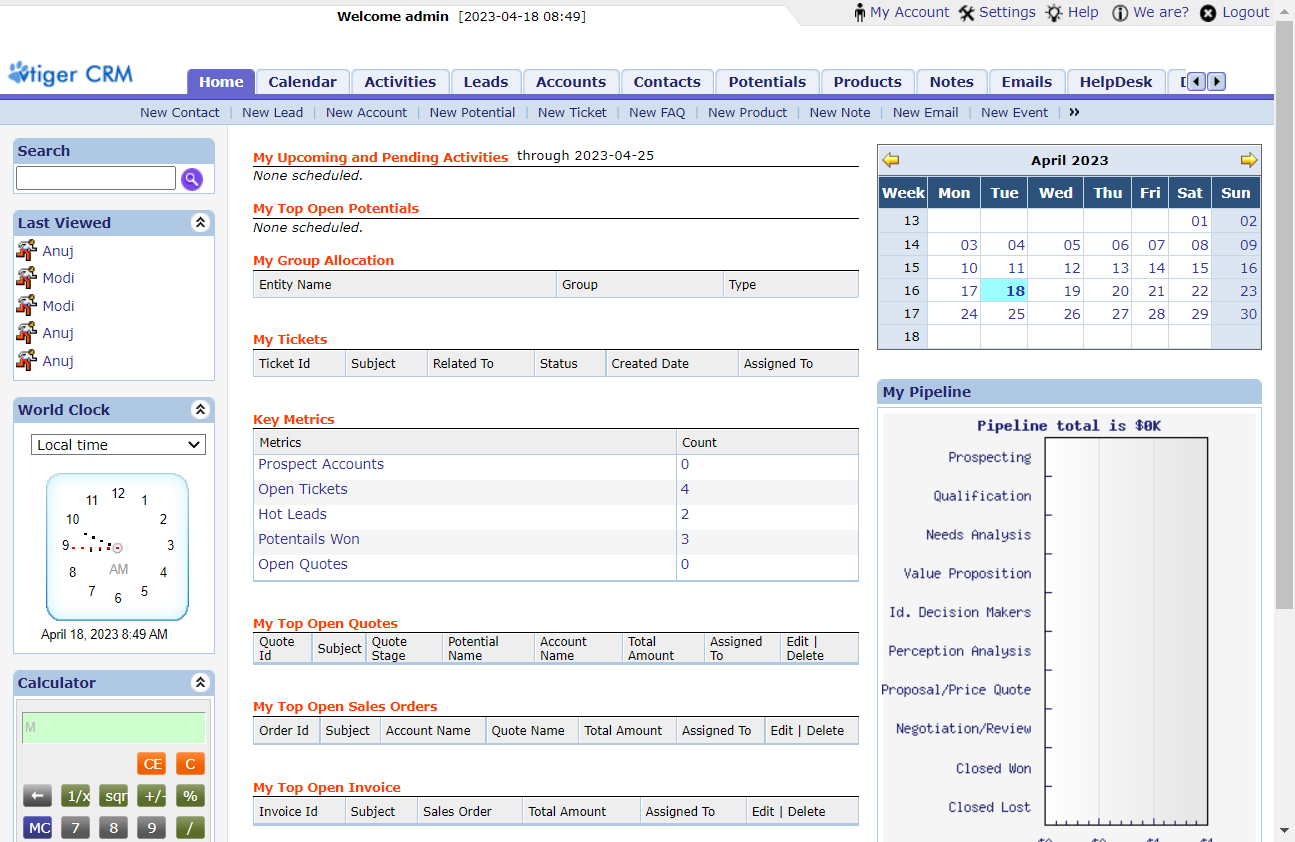 Welcome admin [2023-04-18 08:49]
My Account Settings Help We are? Logout
vtiger CRM
Home Calendar Activities Leads Accounts Contacts Potentials Products Notes Emails HelpDesk
New Contact | New Lead | New Account | New Potential | New Ticket | New FAQ | New Product | New Note | New Email | New Event | »
Search
Last Viewed
Anuj
Modi
Modi
Anuj
Anuj
World Clock
Local time
12
11 1
10 2
9 3
AM
8 4
7 5
6
April 18, 2023 8:49 AM
Calculator
M
CE C
← 1/x sqr +/- %
MC 7 8 9 /
My Upcoming and Pending Activities through 2023-04-25
None scheduled.
My Top Open Potentials
None scheduled.
My Group Allocation
Entity Name Group Type
My Tickets
Ticket Id Subject Related To Status Created Date Assigned To
Key Metrics
Metrics Count
Prospect Accounts 0
Open Tickets 4
Hot Leads 2
Potentails Won 3
Open Quotes 0
My Top Open Quotes
Quote Id Subject Quote Stage Potential Name Account Name Total Amount Assigned To Edit | Delete
My Top Open Sales Orders
Order Id Subject Account Name Quote Name Total Amount Assigned To Edit | Delete
My Top Open Invoice
Invoice Id Subject Sales Order Total Amount Assigned To Edit | Delete
April 2023
Week Mon Tue Wed Thu Fri Sat Sun
13 01 02
14 03 04 05 06 07 08 09
15 10 11 12 13 14 15 16
16 17 18 19 20 21 22 23
17 24 25 26 27 28 29 30
18
My Pipeline
Pipeline total is $0K
Prospecting
Qualification
Needs Analysis
Value Proposition
Id. Decision Makers
Perception Analysis
Proposal/Price Quote
Negotiation/Review
Closed Won
Closed Lost